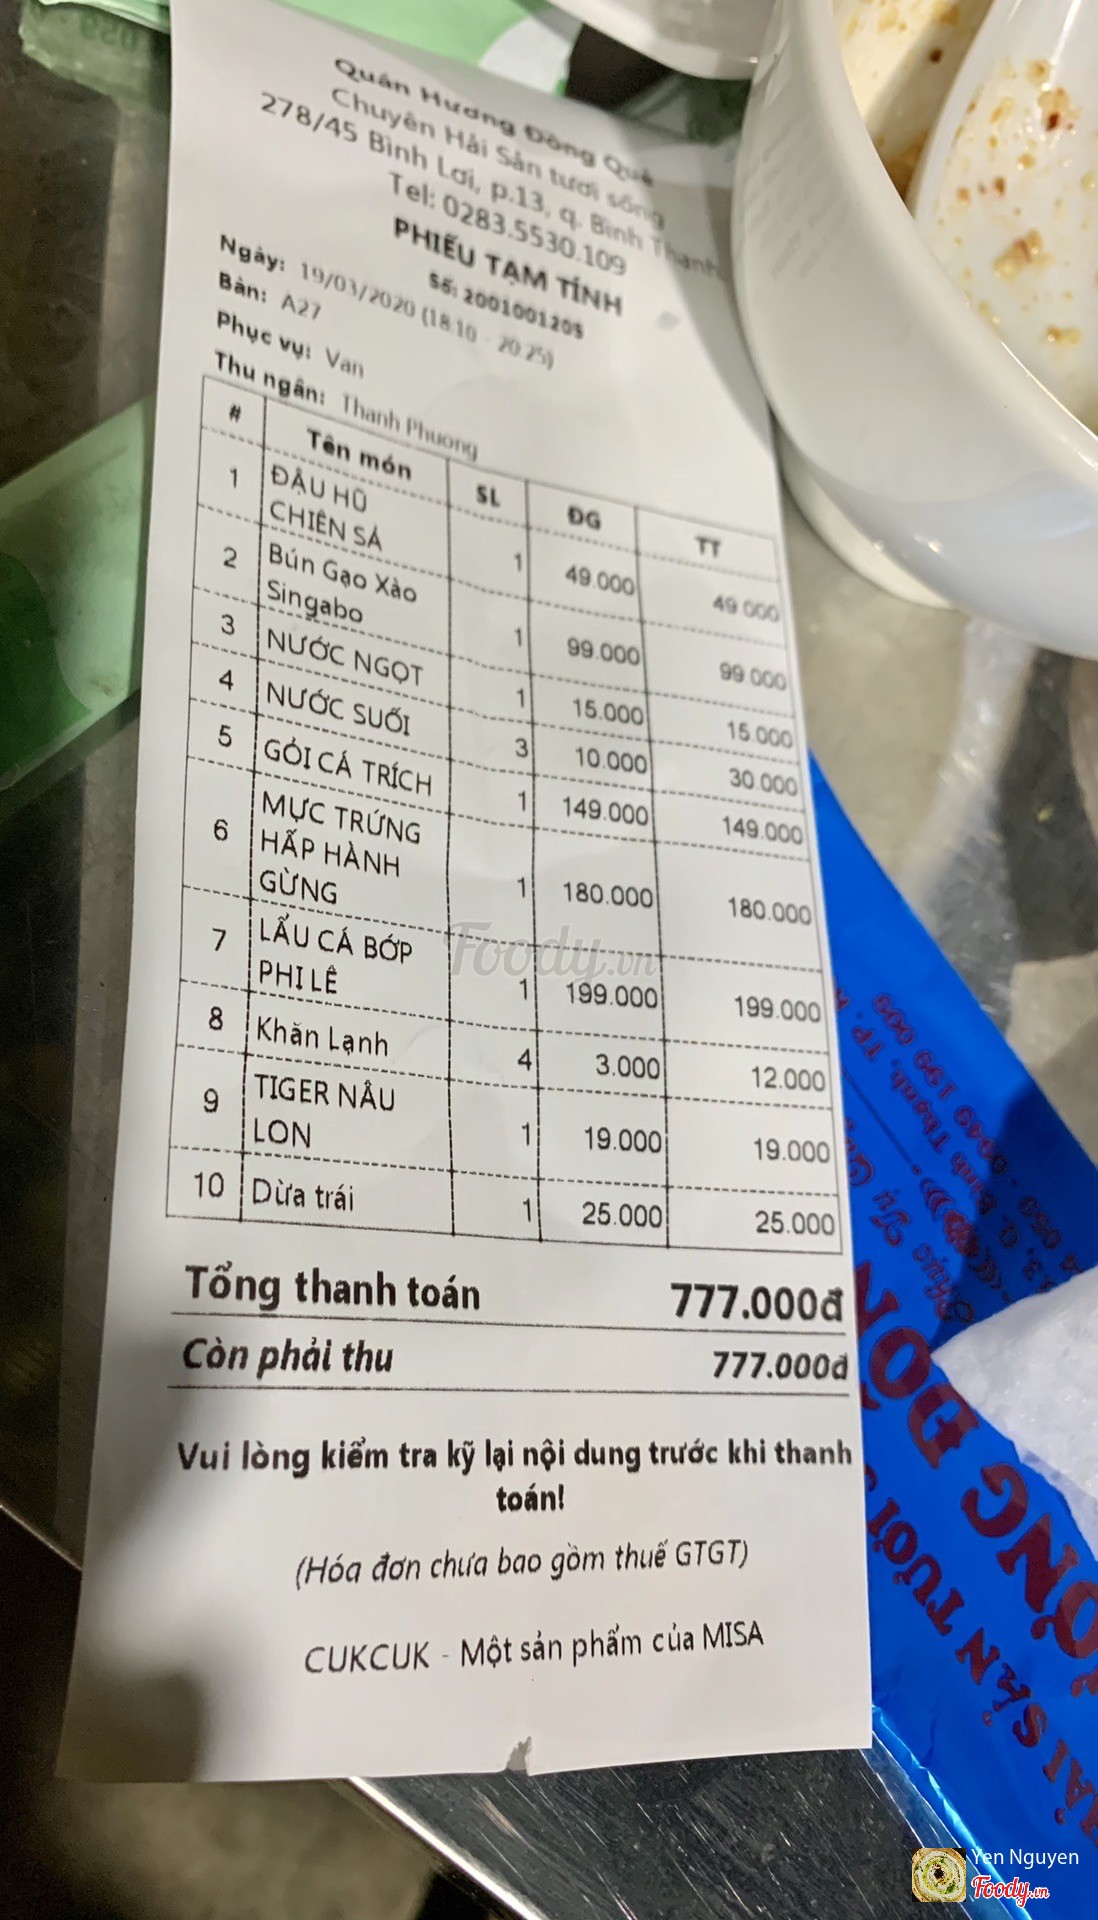 Quán Hương Đồng Quê
Chuyên Hải Sản tươi sống
278/45 Bình Lợi, p.13, q. Bình Thạnh
Tel: 0283.5530.109
PHIẾU TẠM TÍNH
Số: 2001001205
Ngày: 19/03/2020 (18:10 - 20:25)
Bàn: A27
Phục vụ: Van
Thu ngân: Thanh Phuong
# Tên món SL ĐG TT
1 ĐẬU HŨ CHIÊN SẢ 1 49.000 49.000
2 Bún Gạo Xào Singabo 1 99.000 99.000
3 NƯỚC NGỌT 1 15.000 15.000
4 NƯỚC SUỐI 3 10.000 30.000
5 GỎI CÁ TRÍCH 1 149.000 149.000
6 MỰC TRỨNG HẤP HÀNH GỪNG 1 180.000 180.000
7 LẨU CÁ BỚP PHI LÊ 1 199.000 199.000
8 Khăn Lạnh 4 3.000 12.000
9 TIGER NÂU LON 1 19.000 19.000
10 Dừa trái 1 25.000 25.000
Tổng thanh toán 777.000đ
Còn phải thu 777.000đ
Vui lòng kiểm tra kỹ lại nội dung trước khi thanh
toán!
(Hóa đơn chưa bao gồm thuế GTGT)
CUKCUK - Một sản phẩm của MISA
Foody.vn
HẢI SẢN TƯƠI
Yen Nguyen
Foody.vn